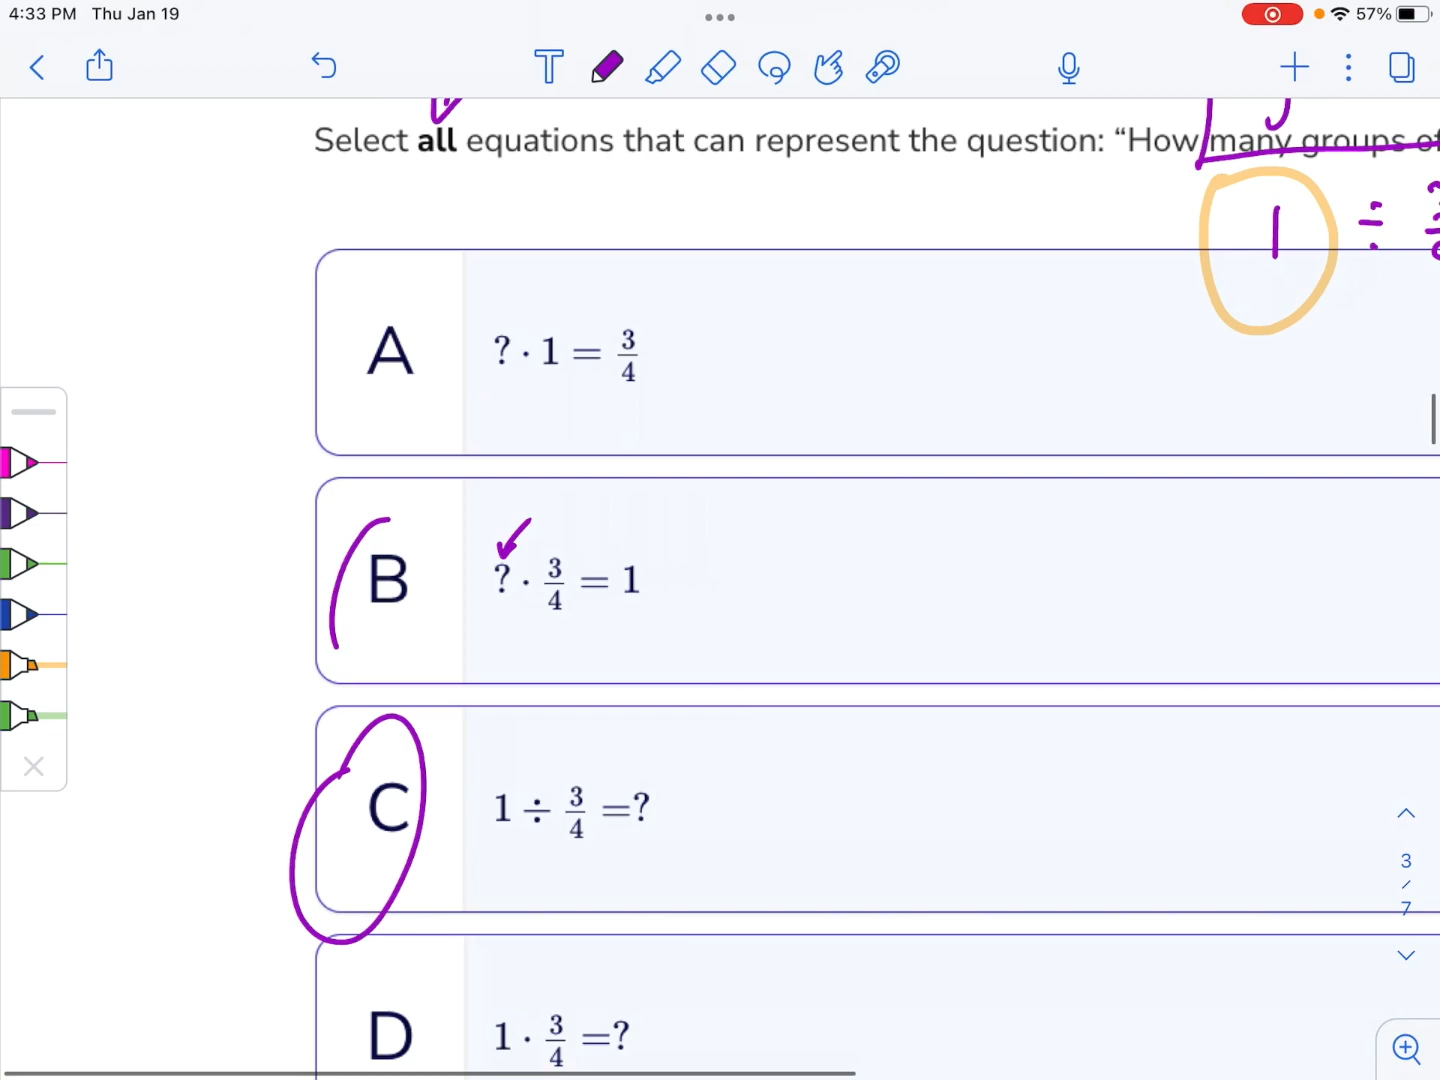 4:33 PM Thu Jan 19
57%
T
Select all equations that can represent the question: “How many groups of
1 ÷
A
? · 1 = 3/4
B
? · 3/4 = 1
C
1 ÷ 3/4 =?
D
1 · 3/4 =?
3
/
7